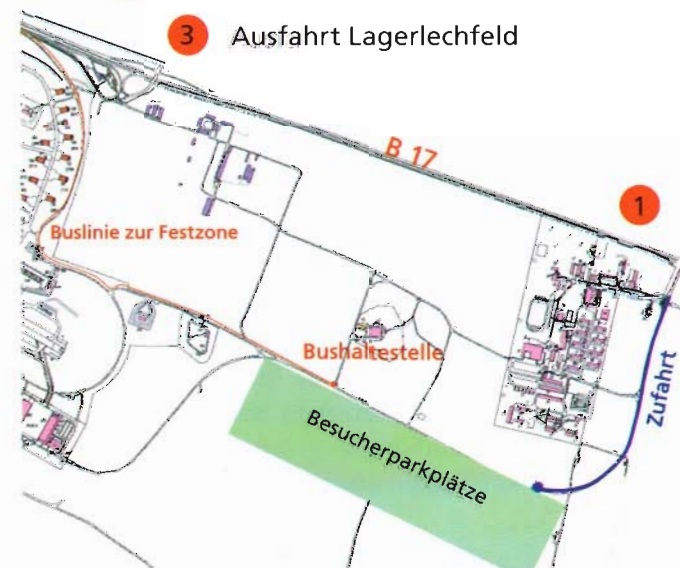 3 Ausfahrt Lagerlechfeld
B 17
1
Buslinie zur Festzone
Bushaltestelle
Zufahrt
Besucherparkplätze